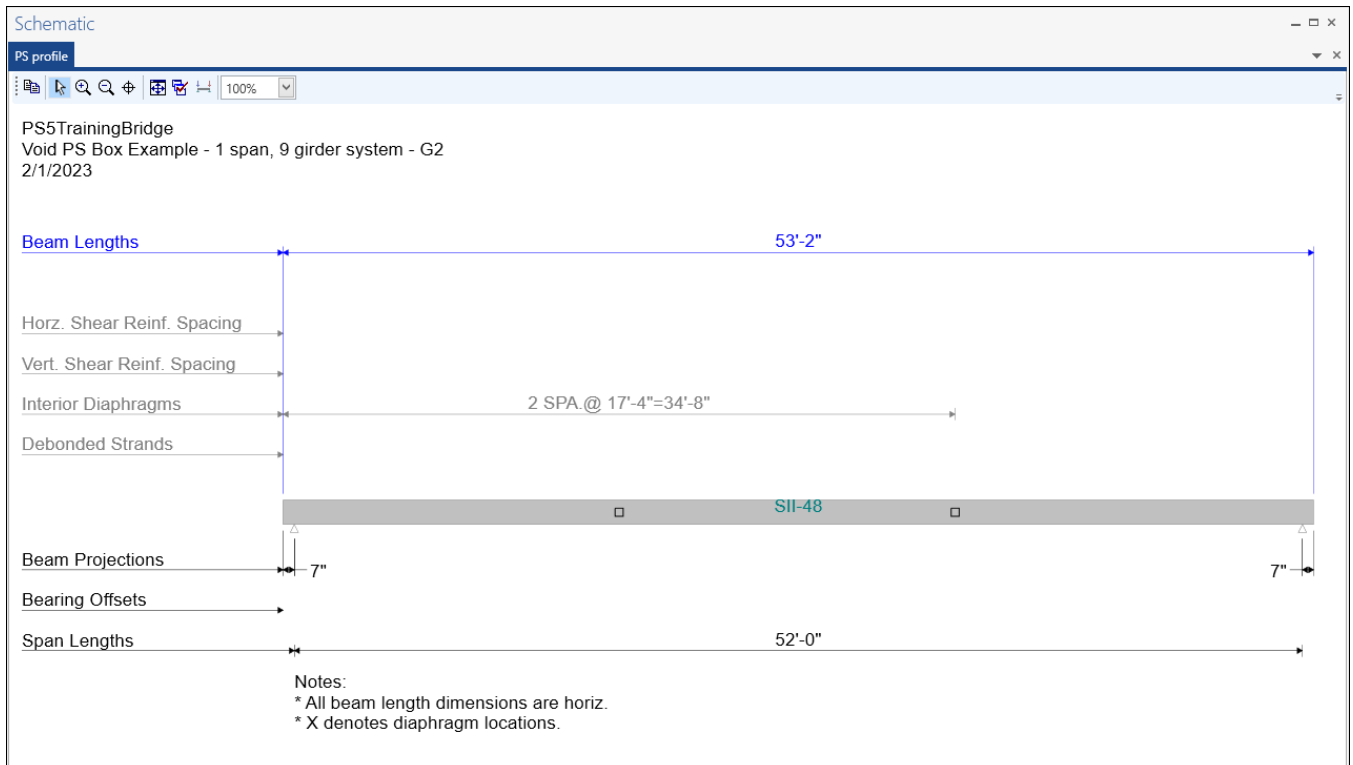 Schematic
PS profile
100%
PS5TrainingBridge
Void PS Box Example - 1 span, 9 girder system - G2
2/1/2023
Beam Lengths
53'-2"
Horz. Shear Reinf. Spacing
Vert. Shear Reinf. Spacing
Interior Diaphragms
2 SPA.@ 17'-4"=34'-8"
Debonded Strands
SII-48
Beam Projections
7"
7"
Bearing Offsets
Span Lengths
52'-0"
Notes:
* All beam length dimensions are horiz.
* X denotes diaphragm locations.